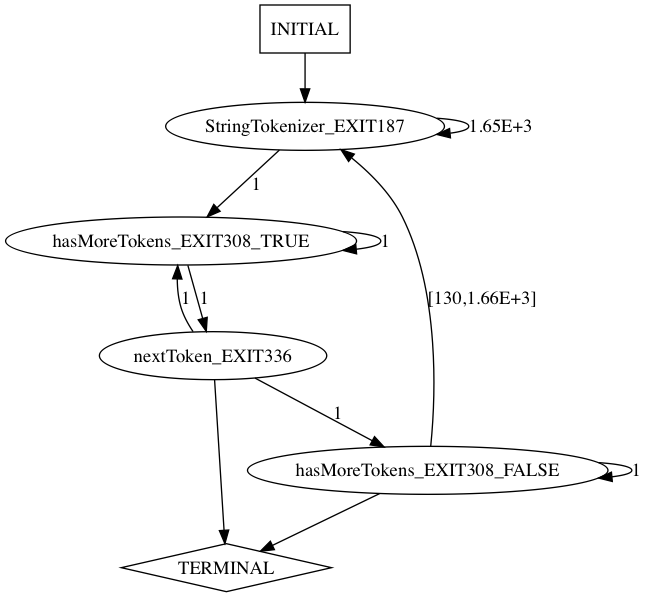 INITIAL
StringTokenizer_EXIT187
1.65E+3
1
hasMoreTokens_EXIT308_TRUE
1
1
1
[130,1.66E+3]
nextToken_EXIT336
1
hasMoreTokens_EXIT308_FALSE
1
TERMINAL